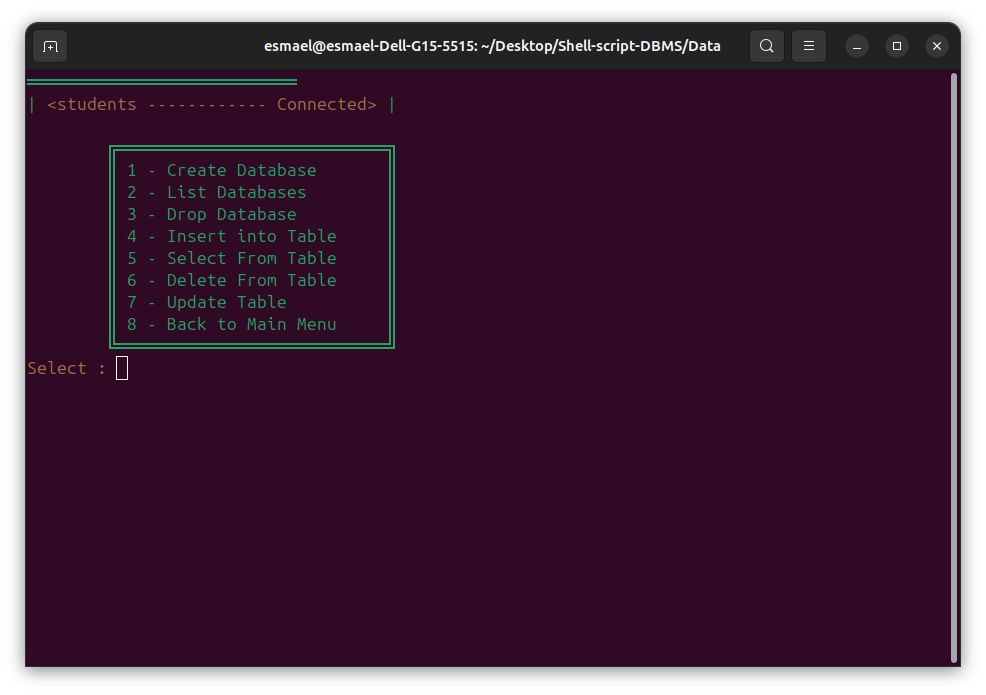 esmael@esmael-Dell-G15-5515: ~/Desktop/Shell-script-DBMS/Data
| <students ------------ Connected> |
1 - Create Database
2 - List Databases
3 - Drop Database
4 - Insert into Table
5 - Select From Table
6 - Delete From Table
7 - Update Table
8 - Back to Main Menu
Select :